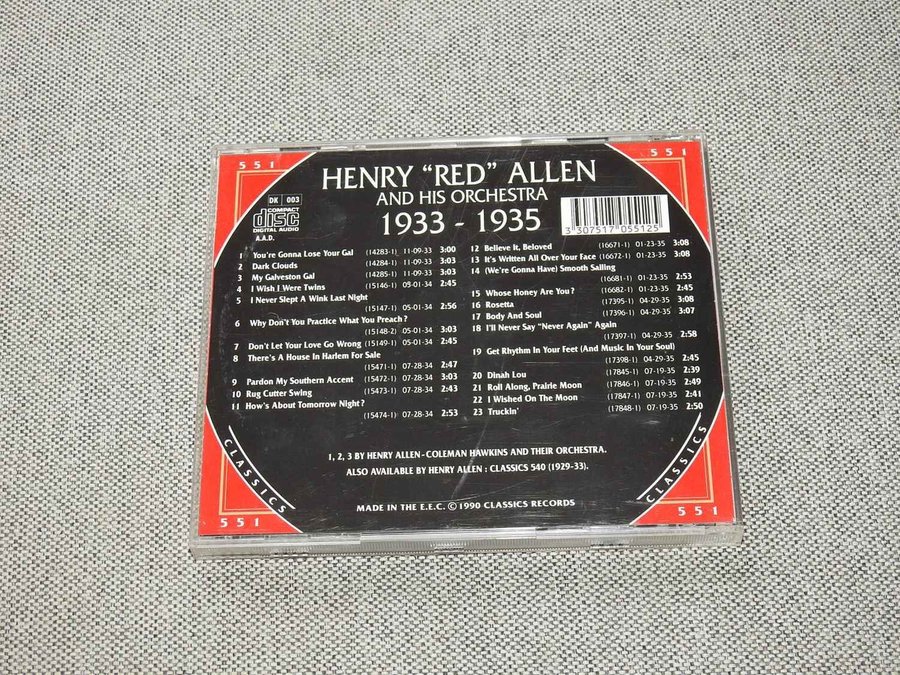 551
551
HENRY "RED" ALLEN
AND HIS ORCHESTRA
1933 - 1935
DK 003
COMPACT
disc
DIGITAL AUDIO
A.A.D.
3 307517 055125
1 You're Gonna Lose Your Gal (14283-1) 11-09-33 3:00
2 Dark Clouds (14284-1) 11-09-33 3:03
3 My Galveston Gal (14285-1) 11-09-33 3:03
4 I Wish I Were Twins (15146-1) 05-01-34 2:45
5 I Never Slept A Wink Last Night
(15147-1) 05-01-34 2:56
6 Why Don't You Practice What You Preach?
(15148-2) 05-01-34 3:03
7 Don't Let Your Love Go Wrong (15149-1) 05-01-34 2:45
8 There's A House In Harlem For Sale
(15471-1) 07-28-34 2:47
9 Pardon My Southern Accent (15472-1) 07-28-34 3:03
10 Rug Cutter Swing (15473-1) 07-28-34 2:43
11 How's About Tomorrow Night?
(15474-1) 07-28-34 2:53
12 Believe It, Beloved (16671-1) 01-23-35 3:08
13 It's Written All Over Your Face (16672-1) 01-23-35
14 (We're Gonna Have) Smooth Sailing
(16681-1) 01-23-35 2:53
15 Whose Honey Are You? (16682-1) 01-23-35 2:45
16 Rosetta (17395-1) 04-29-35 3:08
17 Body And Soul (17396-1) 04-29-35 3:07
18 I'll Never Say "Never Again" Again
(17397-1) 04-29-35 2:58
19 Get Rhythm In Your Feet (And Music In Your Soul)
(17398-1) 04-29-35 2:45
20 Dinah Lou (17845-1) 07-19-35 2:39
21 Roll Along, Prairie Moon (17846-1) 07-19-35 2:49
22 I Wished On The Moon (17847-1) 07-19-35 2:41
23 Truckin' (17848-1) 07-19-35 2:50
1, 2, 3 BY HENRY ALLEN-COLEMAN HAWKINS AND THEIR ORCHESTRA.
ALSO AVAILABLE BY HENRY ALLEN : CLASSICS 540 (1929-33).
CLASSICS
CLASSICS
MADE IN THE E.E.C. © 1990 CLASSICS RECORDS
551
551